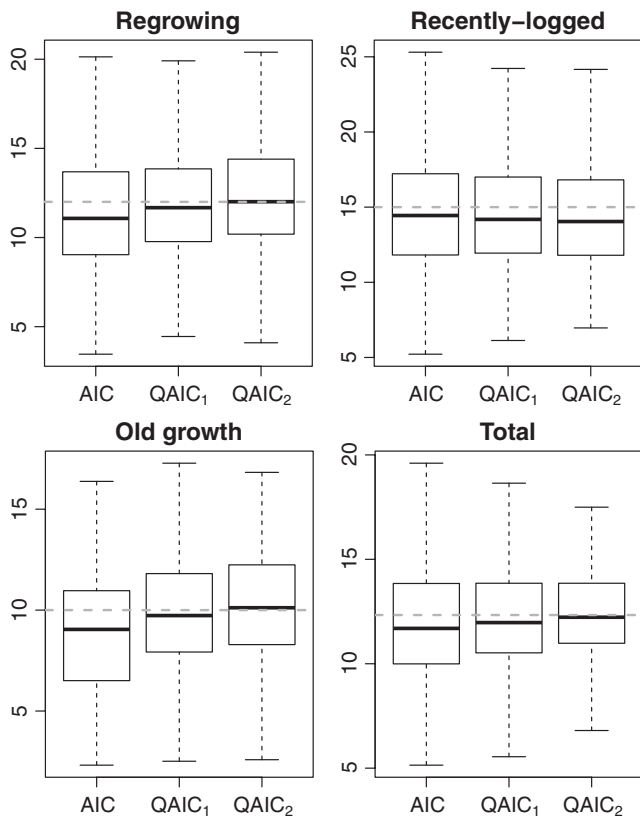 Regrowing
20
15
10
5
AIC QAIC₁ QAIC₂
Recently–logged
25
20
15
10
5
AIC QAIC₁ QAIC₂
Old growth
15
10
5
AIC QAIC₁ QAIC₂
Total
20
15
10
5
AIC QAIC₁ QAIC₂